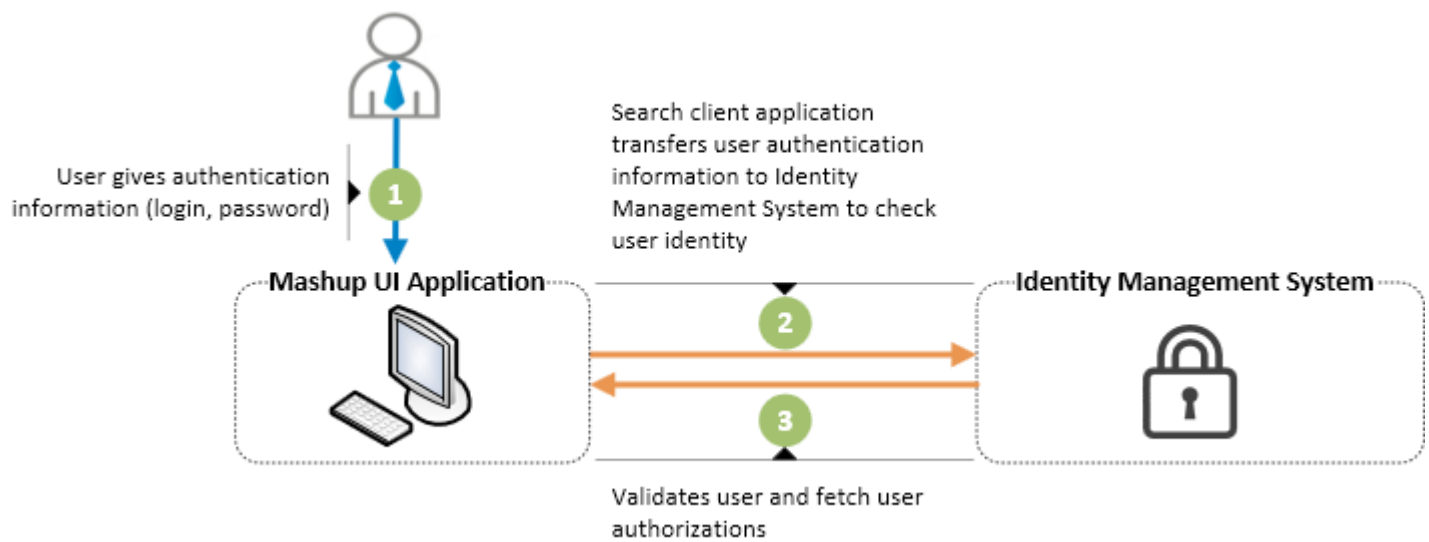 Search client application
transfers user authentication
information to Identity
Management System to check
user identity
User gives authentication
information (login, password)
1
Mashup UI Application
Identity Management System
2
3
Validates user and fetch user
authorizations